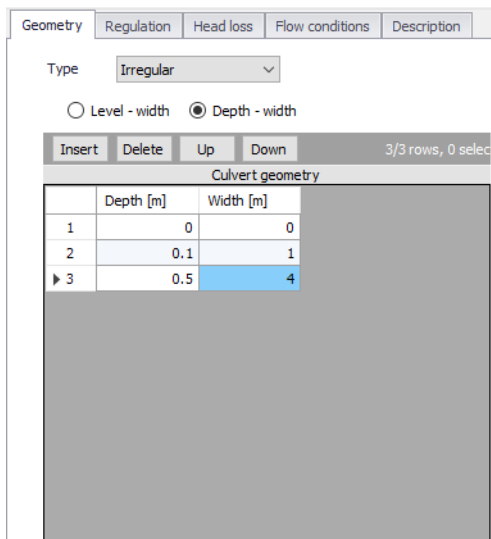 Geometry Regulation Head loss Flow conditions Description
Type Irregular
Level - width Depth - width
Insert Delete Up Down 3/3 rows, 0 selec
Culvert geometry
Depth [m] Width [m]
1 0 0
2 0.1 1
3 0.5 4